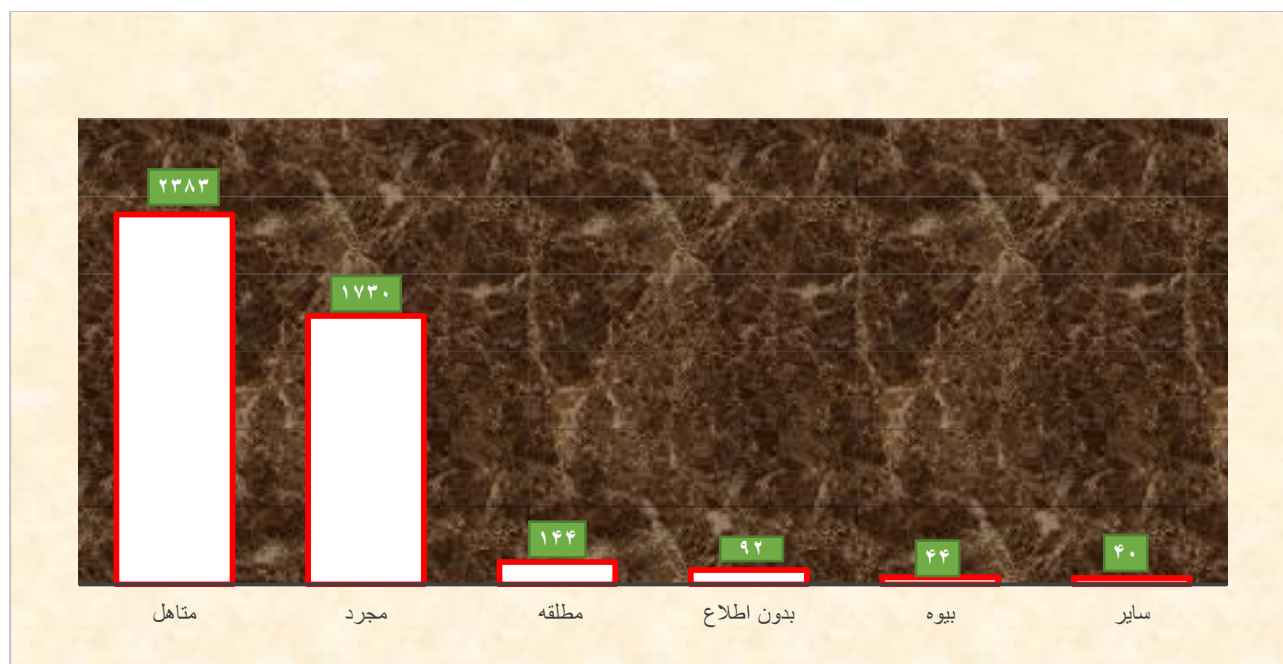 ۲۳۸۳
۱۷۳۰
۱۴۴
۹۲
۴۴
۴۰
متاهل
مجرد
مطلقه
بدون اطلاع
بیوه
سایر